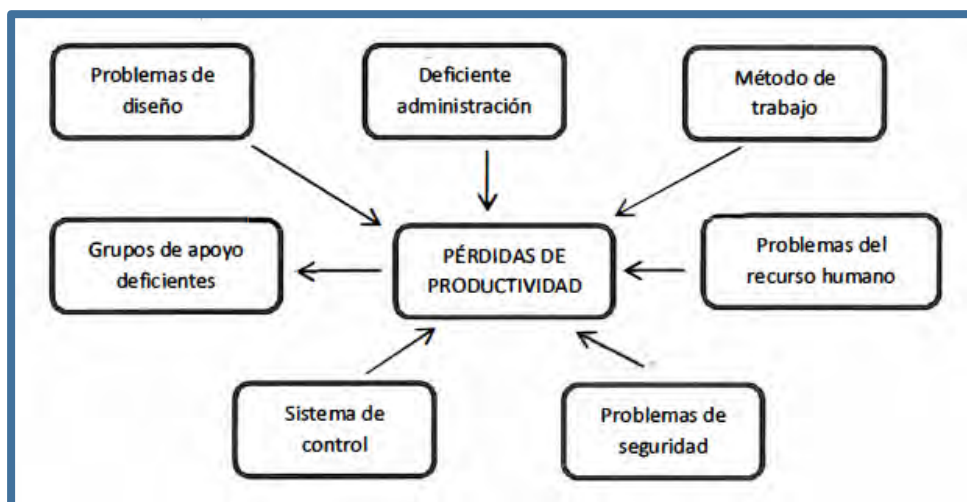 Problemas de
diseño
Deficiente
administración
Método de
trabajo
Grupos de apoyo
deficientes
PÉRDIDAS DE
PRODUCTIVIDAD
Problemas del
recurso humano
Sistema de
control
Problemas de
seguridad